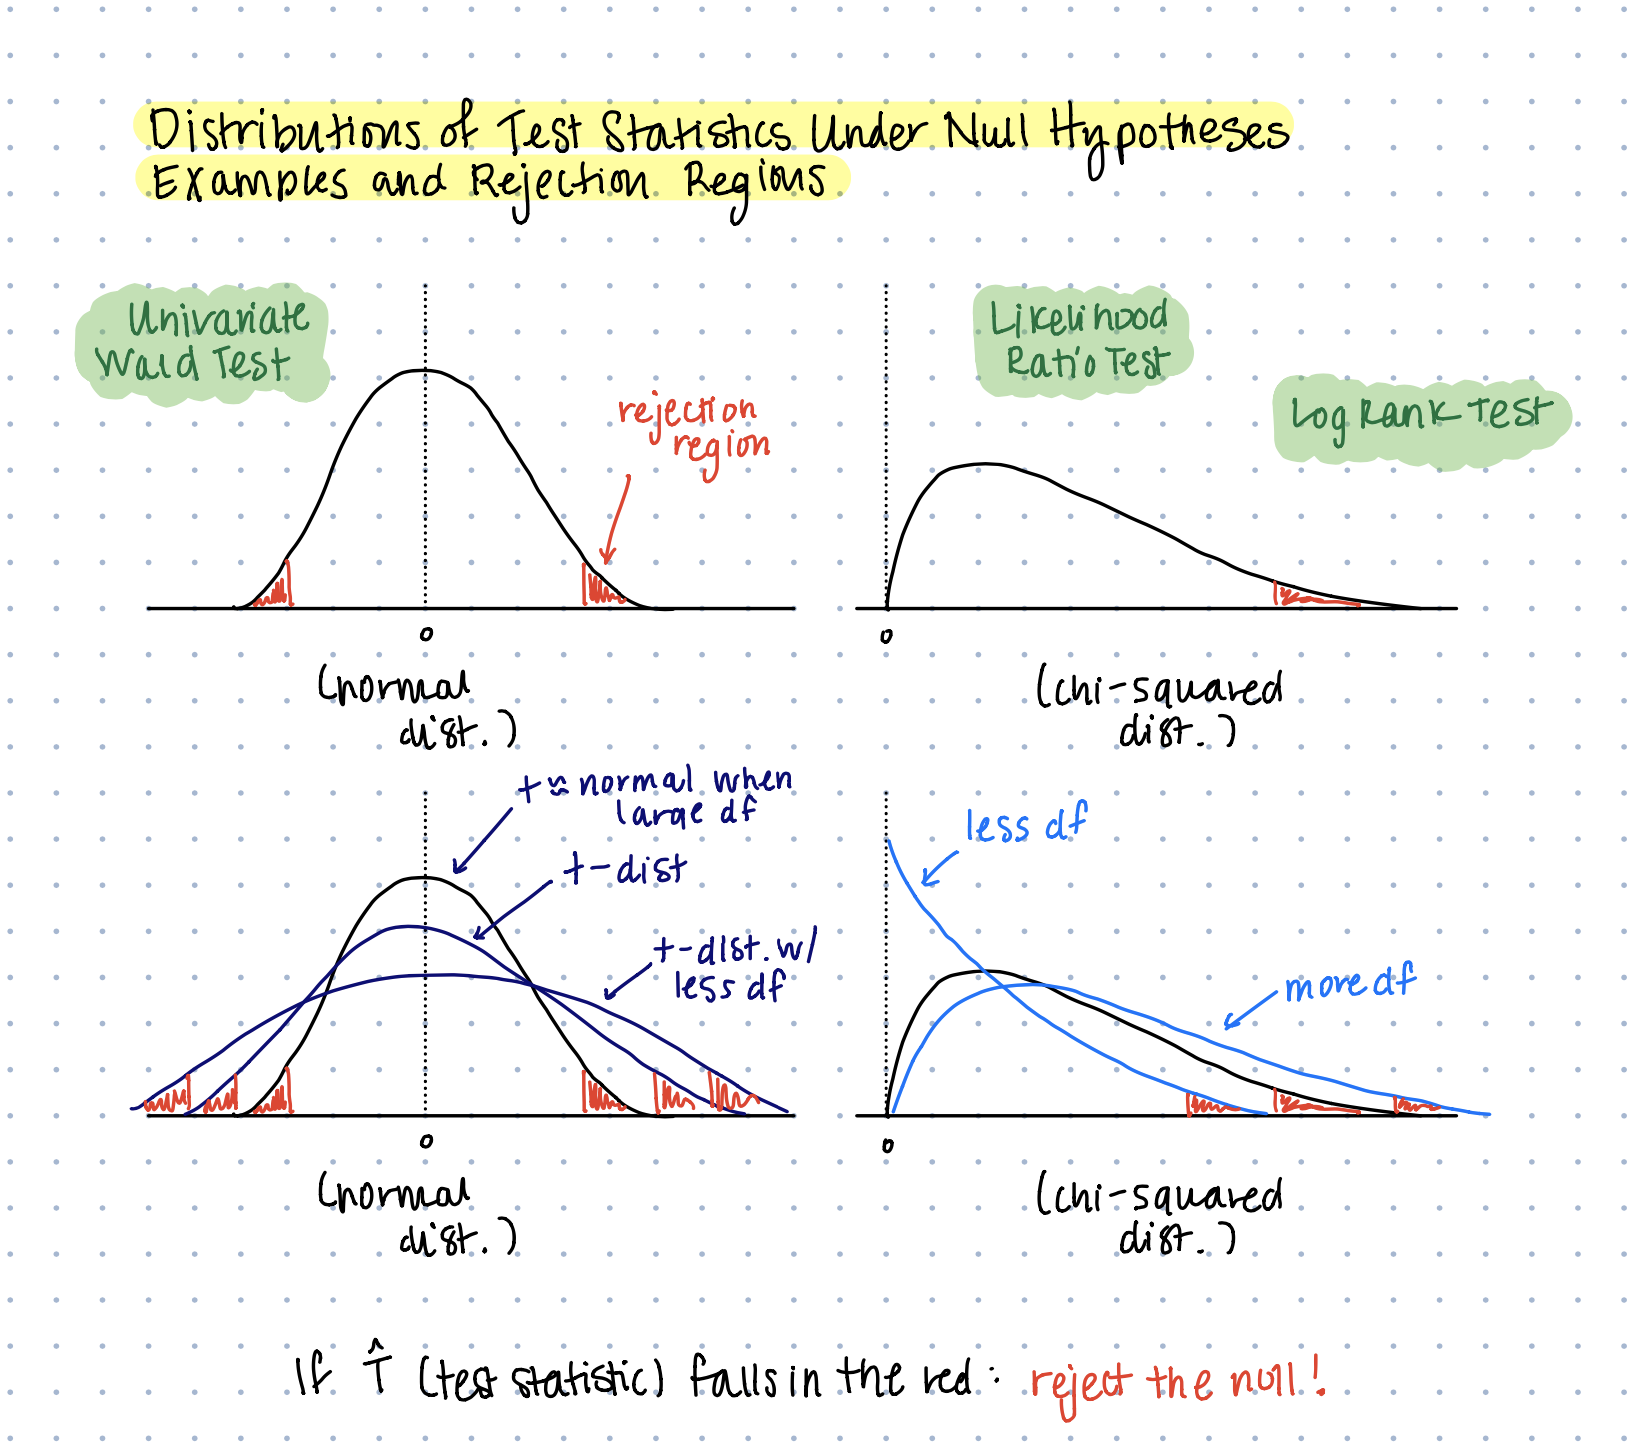 Distributions of Test Statistics Under Null Hypotheses
Examples and Rejection Regions
Univariate
Wald Test
rejection
region
0
(normal
dist.)
Likelihood
Ratio Test
Log Rank Test
0
(chi-squared
dist.)
t ≈ normal when
large df
t-dist
t-dist. w/
less df
0
(normal
dist.)
less df
more df
0
(chi-squared
dist.)
If T̂ (test statistic) falls in the red: reject the null!